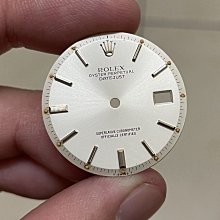 ROLEX
OYSTER PERPETUAL
DATEJUST
SUPERLATIVE CHRONOMETER
OFFICIALLY CERTIFIED